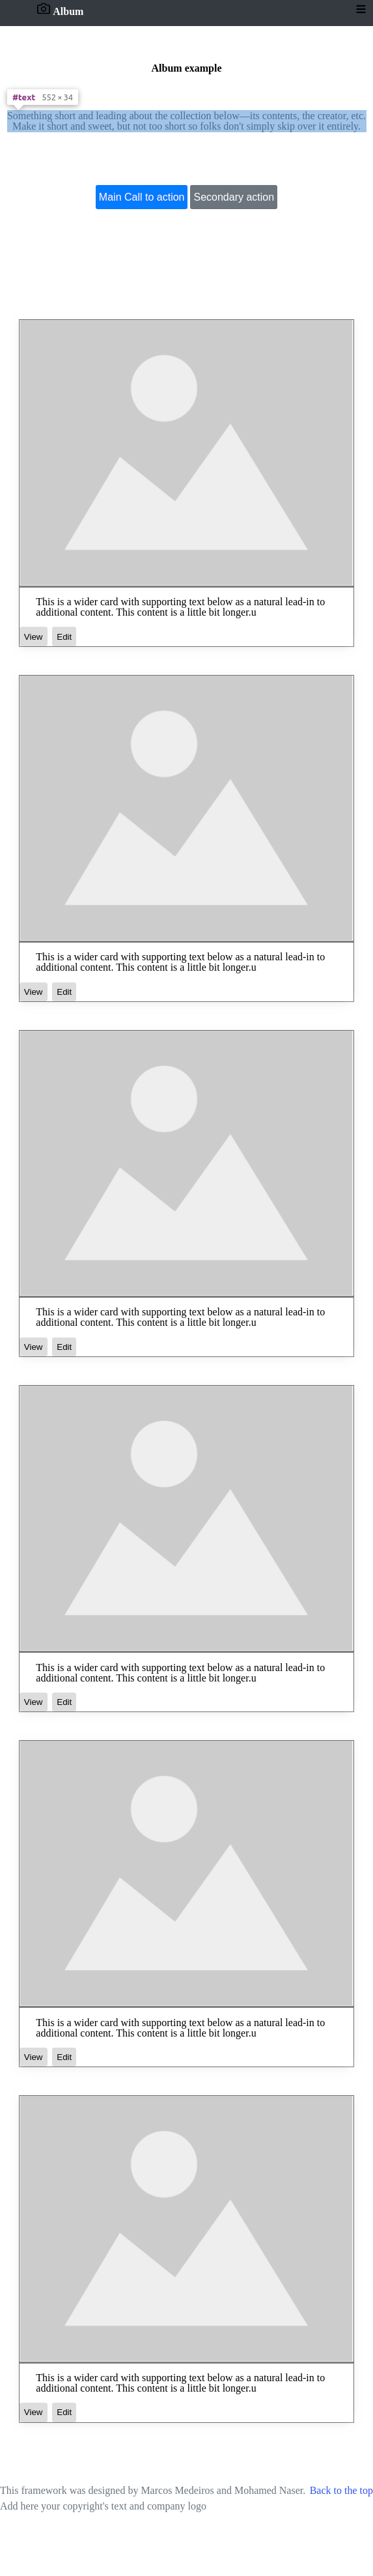 Album
Album example
#text 552 × 34
Something short and leading about the collection below—its contents, the creator, etc.
Make it short and sweet, but not too short so folks don't simply skip over it entirely.
Main Call to action Secondary action
This is a wider card with supporting text below as a natural lead-in to
additional content. This content is a little bit longer.u
View Edit
This is a wider card with supporting text below as a natural lead-in to
additional content. This content is a little bit longer.u
View Edit
This is a wider card with supporting text below as a natural lead-in to
additional content. This content is a little bit longer.u
View Edit
This is a wider card with supporting text below as a natural lead-in to
additional content. This content is a little bit longer.u
View Edit
This is a wider card with supporting text below as a natural lead-in to
additional content. This content is a little bit longer.u
View Edit
This is a wider card with supporting text below as a natural lead-in to
additional content. This content is a little bit longer.u
View Edit
This framework was designed by Marcos Medeiros and Mohamed Naser. Back to the top
Add here your copyright's text and company logo